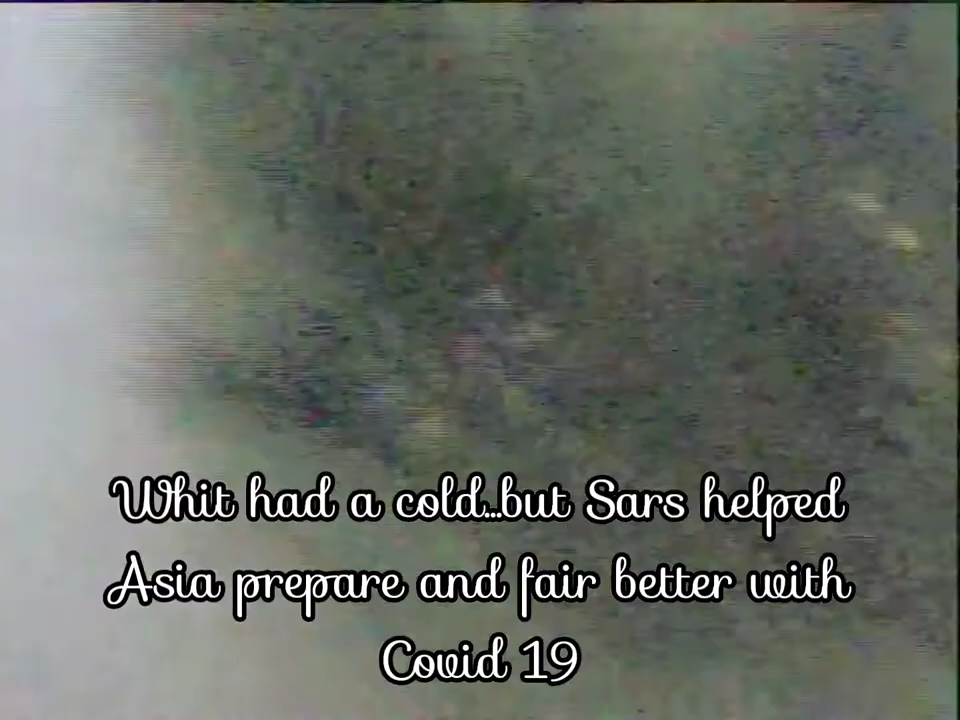 Whit had a cold...but Sars helped
Asia prepare and fair better with
Covid 19